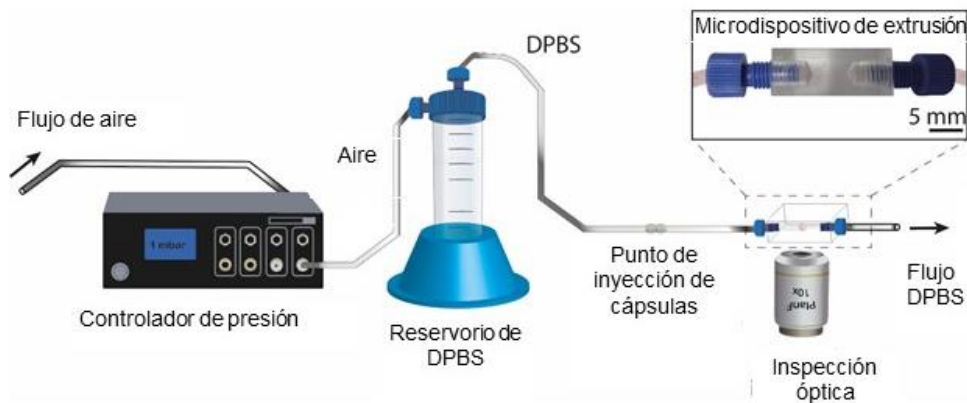 Microdispositivo de extrusión
5 mm
DPBS
Flujo de aire
Aire
1 mbar
Controlador de presión
Reservorio de
DPBS
Punto de
inyección de
cápsulas
PlanF
10x
Flujo
DPBS
Inspección
óptica